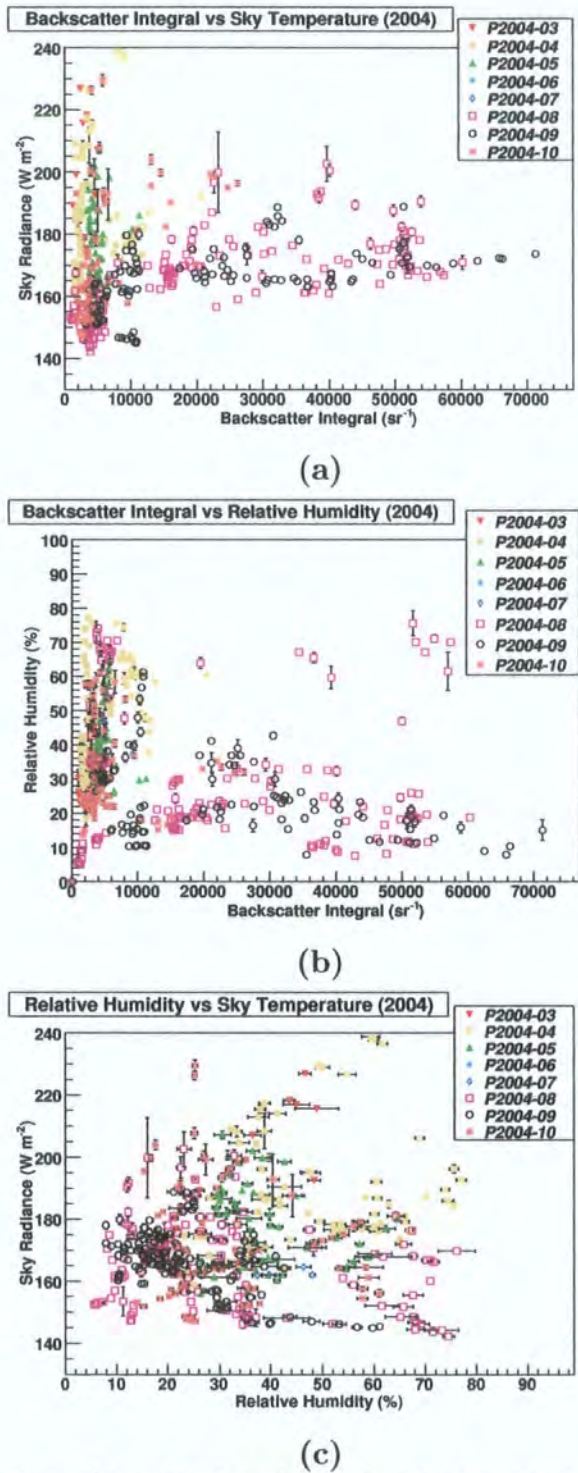 Backscatter Integral vs Sky Temperature (2004)
P2004-03
P2004-04
P2004-05
P2004-06
P2004-07
P2004-08
P2004-09
P2004-10
Sky Radiance (W m-2)
240
220
200
180
160
140
0 10000 20000 30000 40000 50000 60000 70000
Backscatter Integral (sr-1)
(a)
Backscatter Integral vs Relative Humidity (2004)
P2004-03
P2004-04
P2004-05
P2004-06
P2004-07
P2004-08
P2004-09
P2004-10
Relative Humidity (%)
100
90
80
70
60
50
40
30
20
10
0
0 10000 20000 30000 40000 50000 60000 70000
Backscatter Integral (sr-1)
(b)
Relative Humidity vs Sky Temperature (2004)
P2004-03
P2004-04
P2004-05
P2004-06
P2004-07
P2004-08
P2004-09
P2004-10
Sky Radiance (W m-2)
240
220
200
180
160
140
0 10 20 30 40 50 60 70 80 90
Relative Humidity (%)
(c)